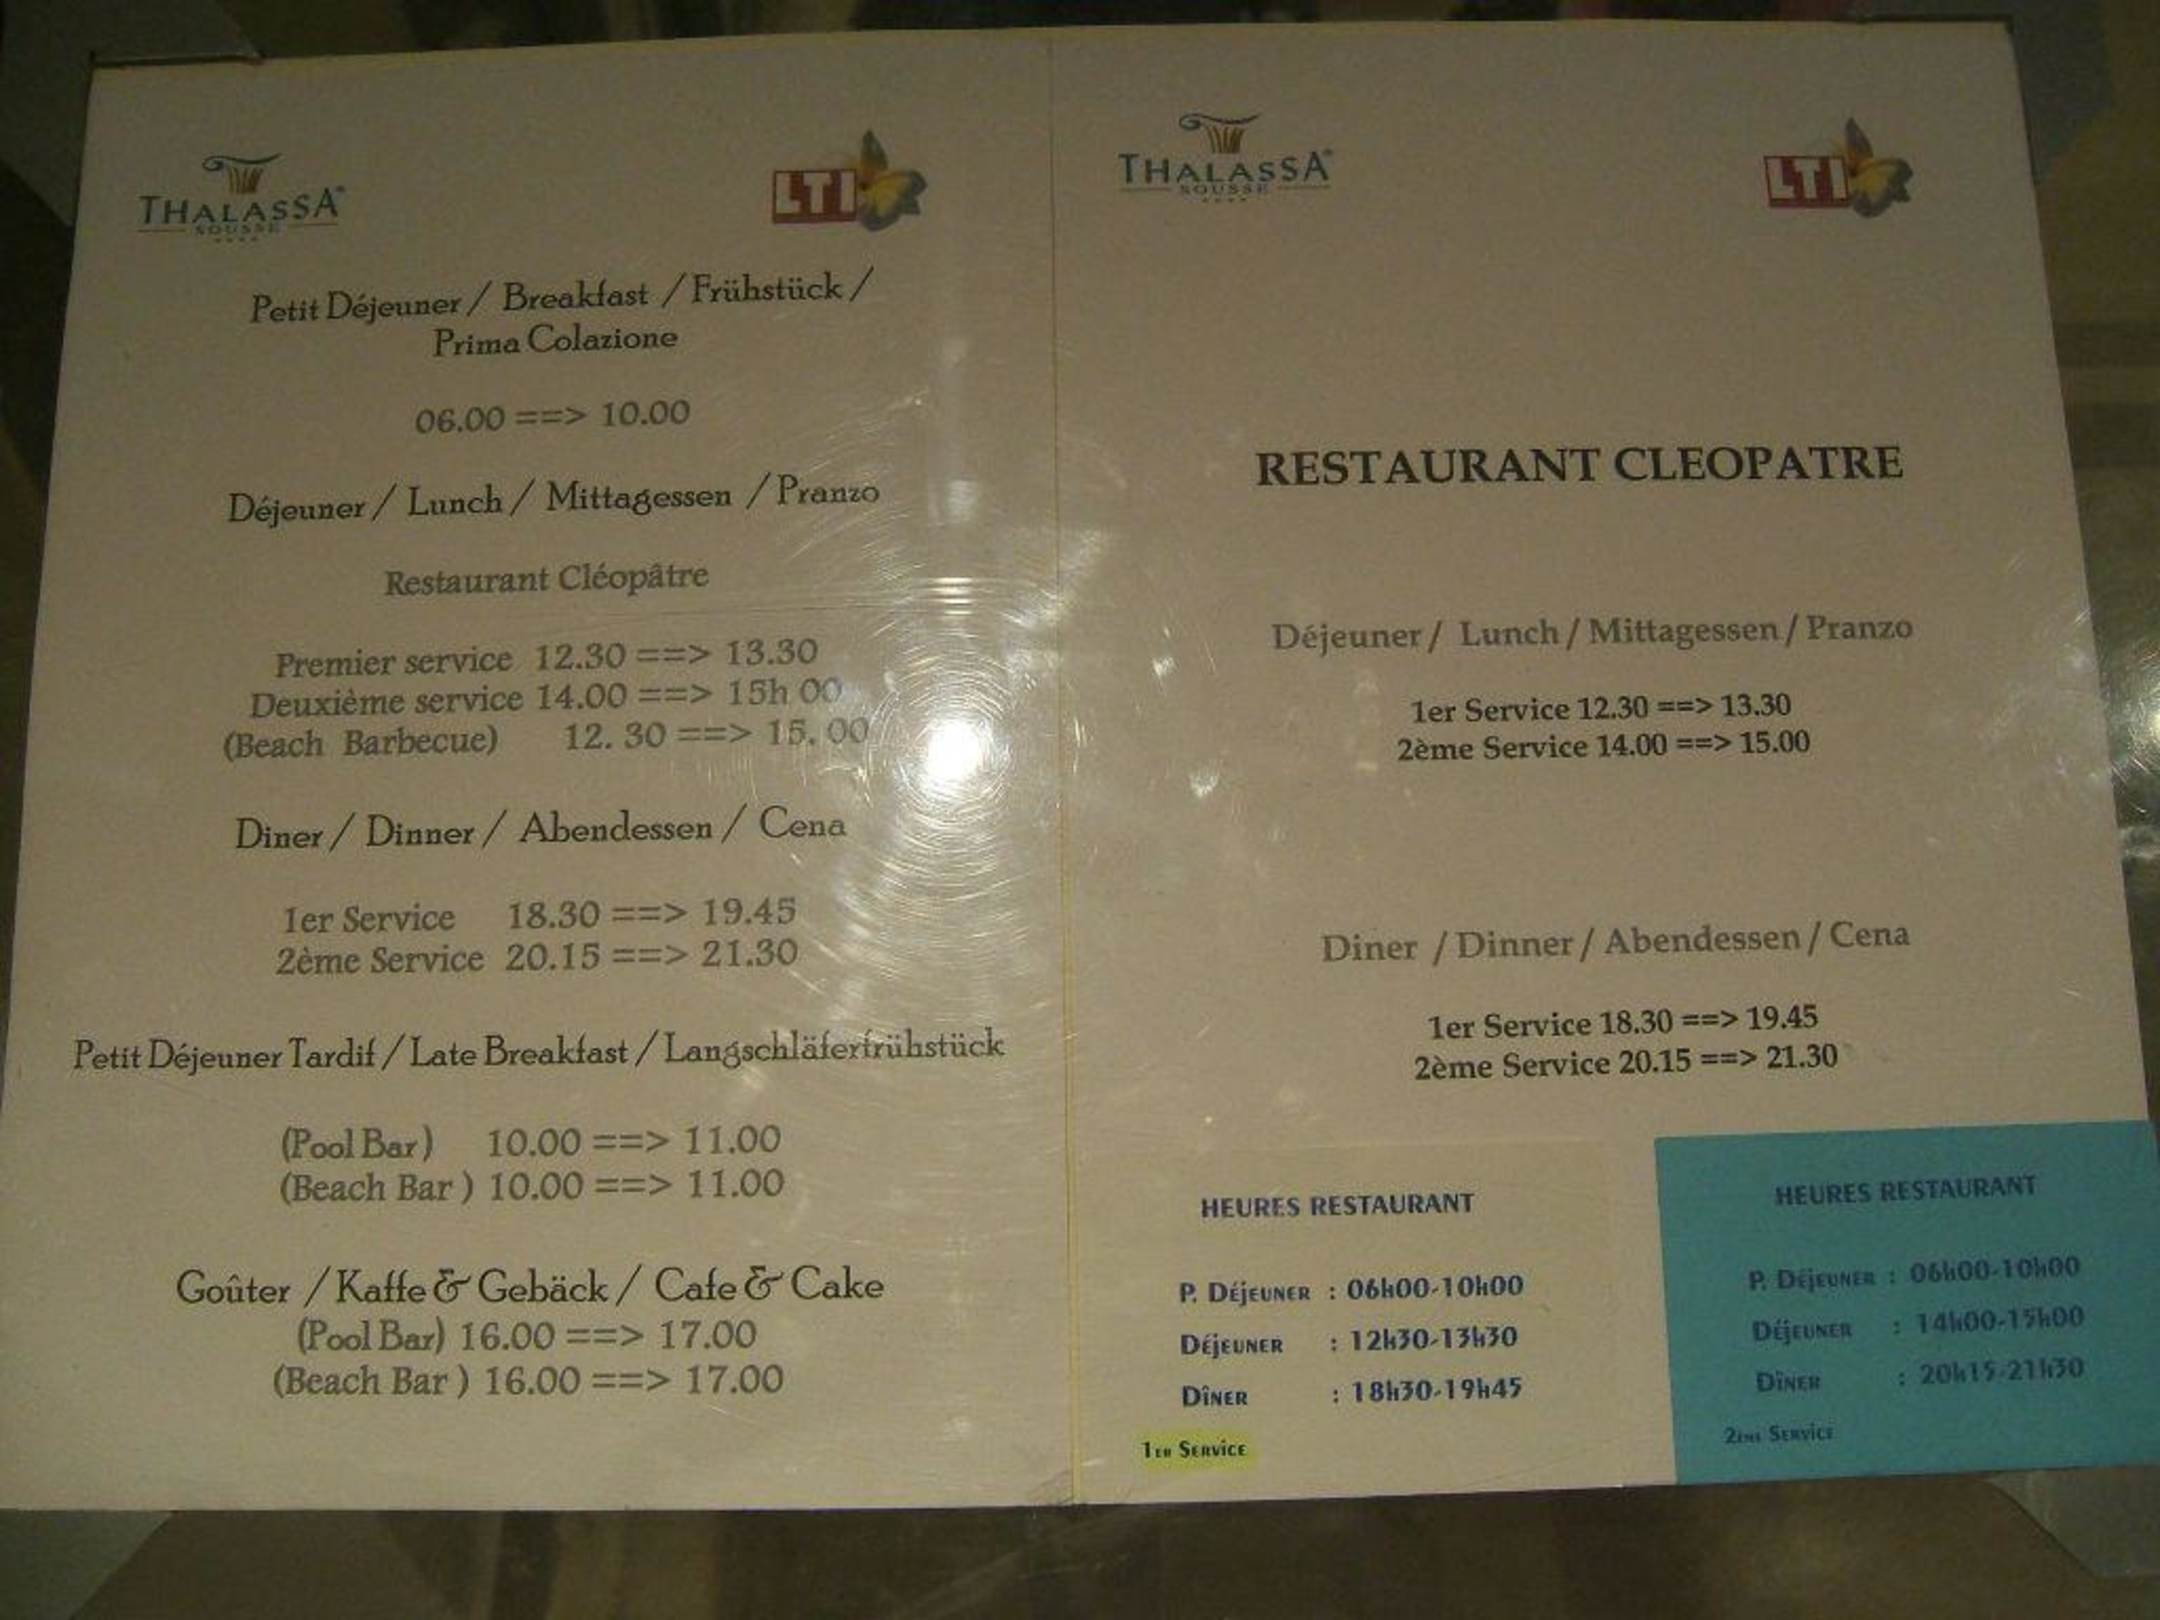 THALASSA
SOUSSE
LTI
Petit Déjeuner / Breakfast / Frühstück /
Prima Colazione
06.00 ==> 10.00
Déjeuner / Lunch / Mittagessen / Pranzo
Restaurant Cléopâtre
Premier service 12.30 ==> 13.30
Deuxième service 14.00 ==> 15h 00
(Beach Barbecue) 12. 30 ==> 15. 00
Diner / Dinner / Abendessen / Cena
1er Service 18.30 ==> 19.45
2ème Service 20.15 ==> 21.30
Petit Déjeuner Tardif / Late Breakfast / Langschläferfrühstück
(Pool Bar) 10.00 ==> 11.00
(Beach Bar ) 10.00 ==> 11.00
Goûter / Kaffe & Gebäck / Cafe & Cake
(Pool Bar) 16.00 ==> 17.00
(Beach Bar ) 16.00 ==> 17.00
THALASSA
SOUSSE
LTI
RESTAURANT CLEOPATRE
Déjeuner / Lunch / Mittagessen / Pranzo
1er Service 12.30 ==> 13.30
2ème Service 14.00 ==> 15.00
Diner / Dinner / Abendessen / Cena
1er Service 18.30 ==> 19.45
2ème Service 20.15 ==> 21.30
HEURES RESTAURANT
P. Déjeuner : 06h00-10h00
Déjeuner : 12h30-13h30
Dîner : 18h30-19h45
1er Service
HEURES RESTAURANT
P. Déjeuner : 06h00-10h00
Déjeuner : 14h00-15h00
Dîner : 20h15-21h30
2ème Service